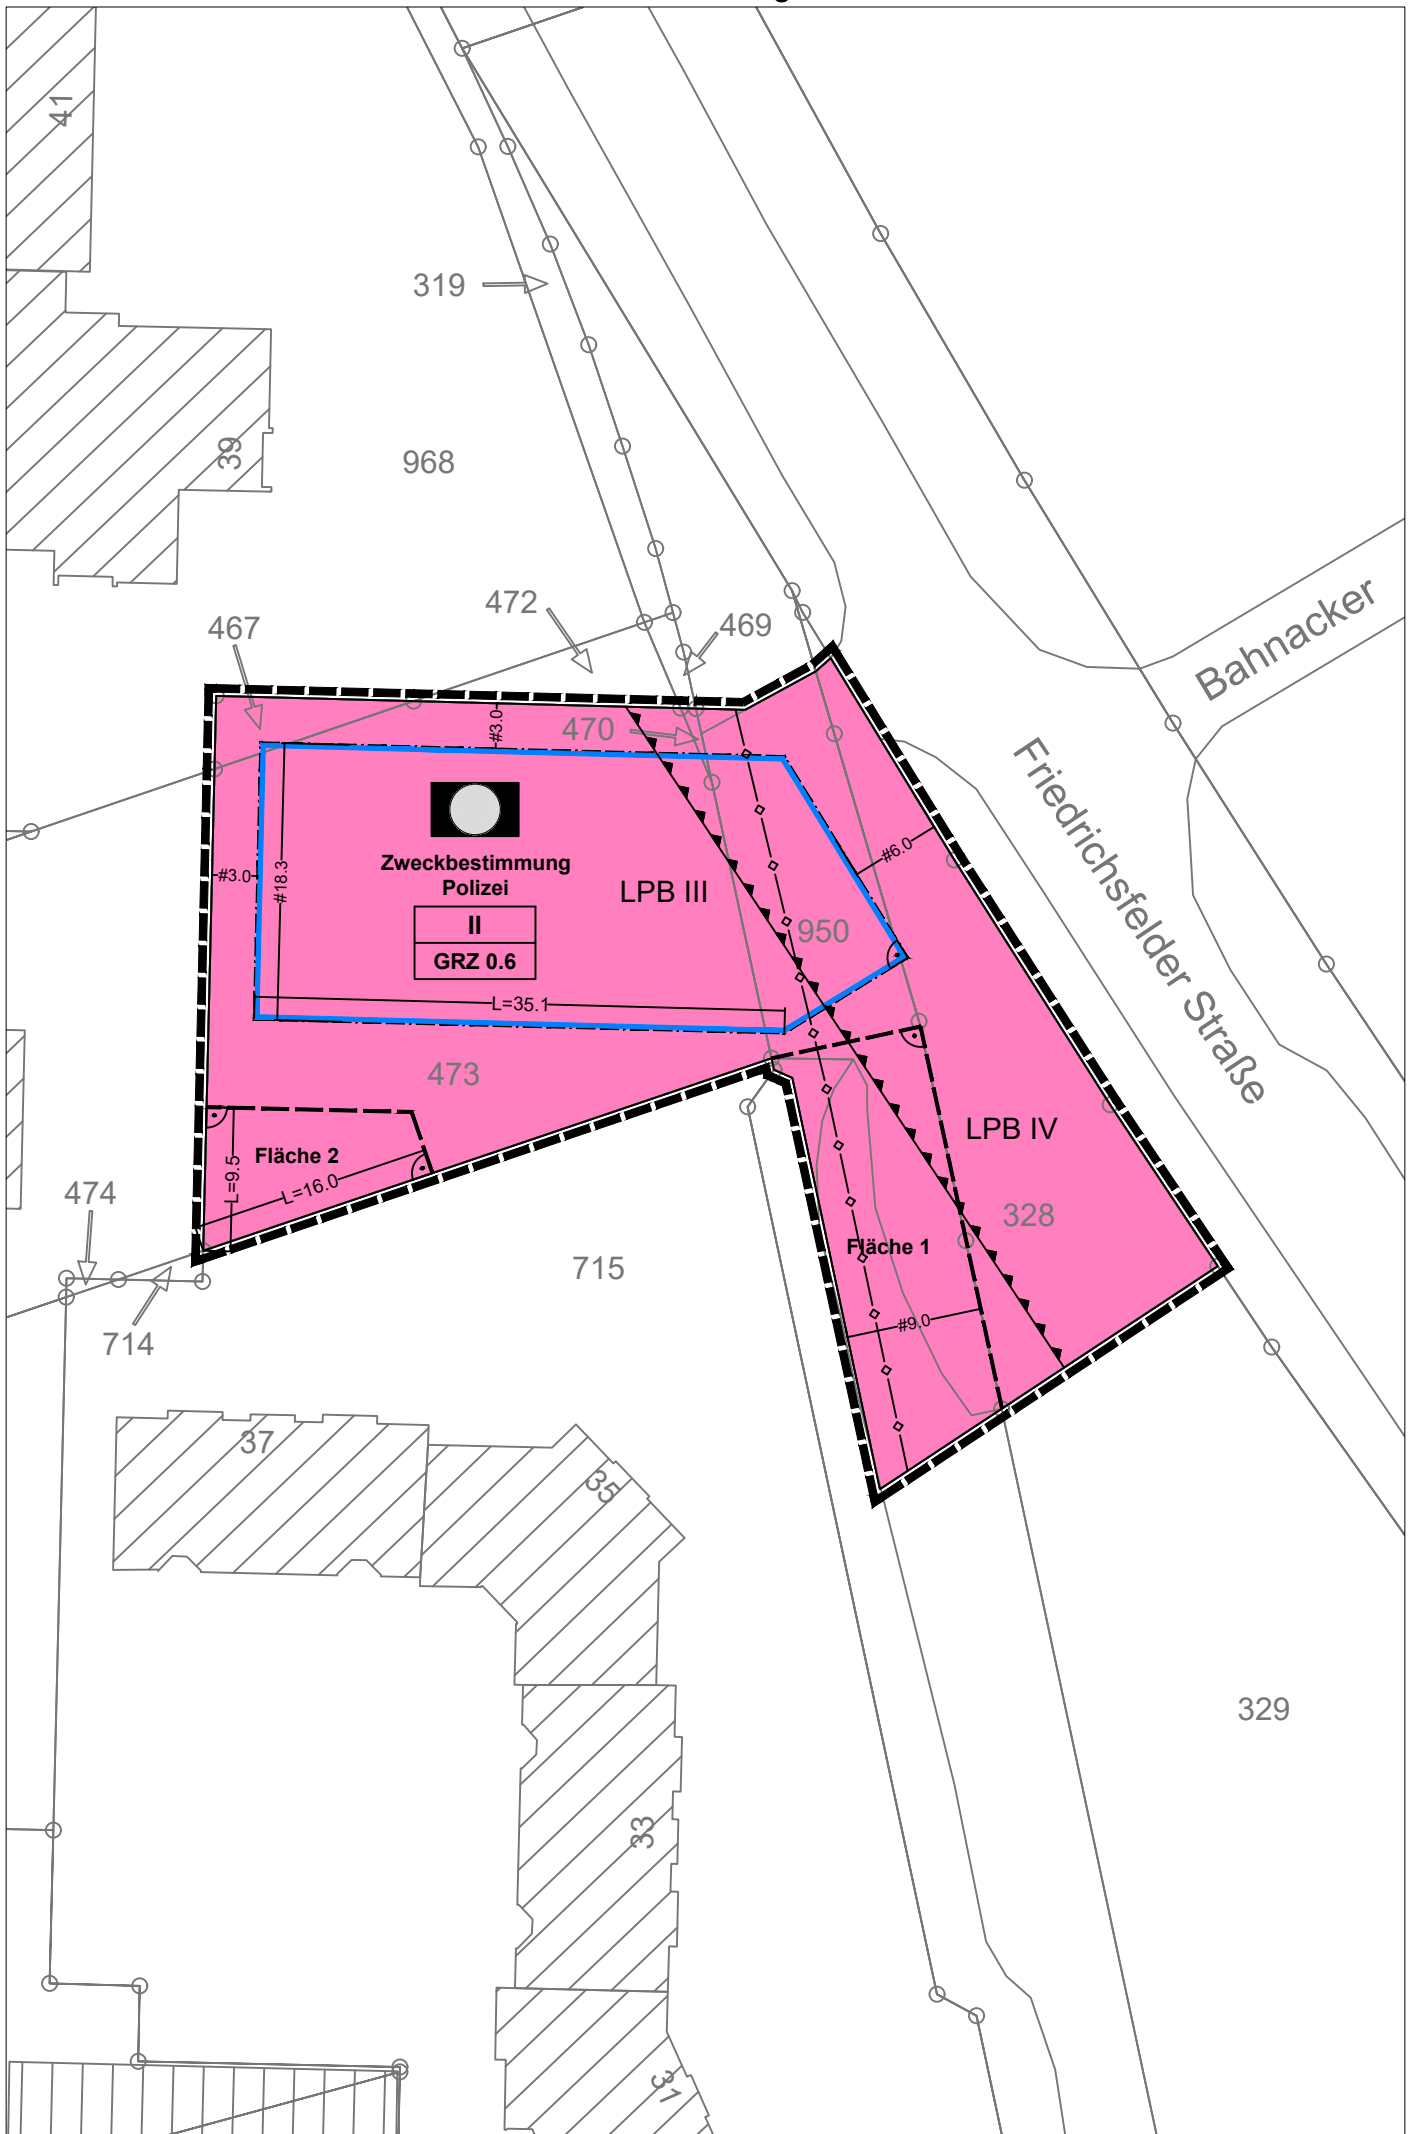 41
319
39
968
472
469
467
Bahnacker
470
#3.0
Friedrichsfelder Straße
#6.0
Zweckbestimmung
Polizei
#3.0
#18.3
LPB III
II
950
GRZ 0.6
L=35.1
473
LPB IV
Fläche 2
L=9.5
L=16.0
474
328
Fläche 1
715
714
#9.0
37
35
329
33
31